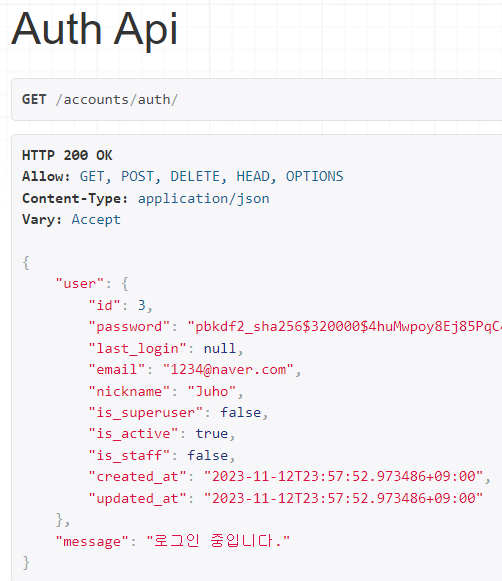 Auth Api
GET /accounts/auth/
HTTP 200 OK
Allow: GET, POST, DELETE, HEAD, OPTIONS
Content-Type: application/json
Vary: Accept
{
"user": {
"id": 3,
"password": "pbkdf2_sha256$320000$4huMwpoy8Ej85PqC
"last_login": null,
"email": "1234@naver.com",
"nickname": "Juho",
"is_superuser": false,
"is_active": true,
"is_staff": false,
"created_at": "2023-11-12T23:57:52.973486+09:00",
"updated_at": "2023-11-12T23:57:52.973486+09:00"
},
"message": "로그인 중입니다."
}